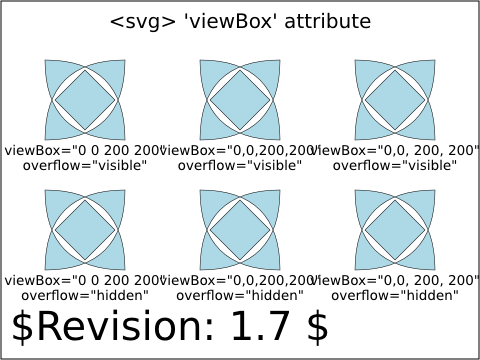 <svg> 'viewBox' attribute
viewBox="0 0 200 200" viewBox="0,0,200,200" viewBox="0,0, 200, 200"
overflow="visible" overflow="visible" overflow="visible"
viewBox="0 0 200 200" viewBox="0,0,200,200" viewBox="0,0, 200, 200"
overflow="hidden" overflow="hidden" overflow="hidden"
$Revision: 1.7 $